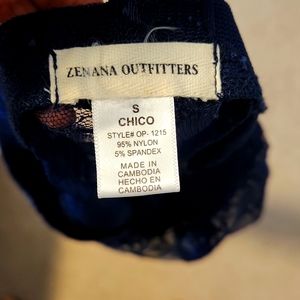 ZENANA OUTFITTERS
S
CHICO
STYLE# OP- 1215
95% NYLON
5% SPANDEX
MADE IN
CAMBODIA
HECHO EN
CAMBODIA